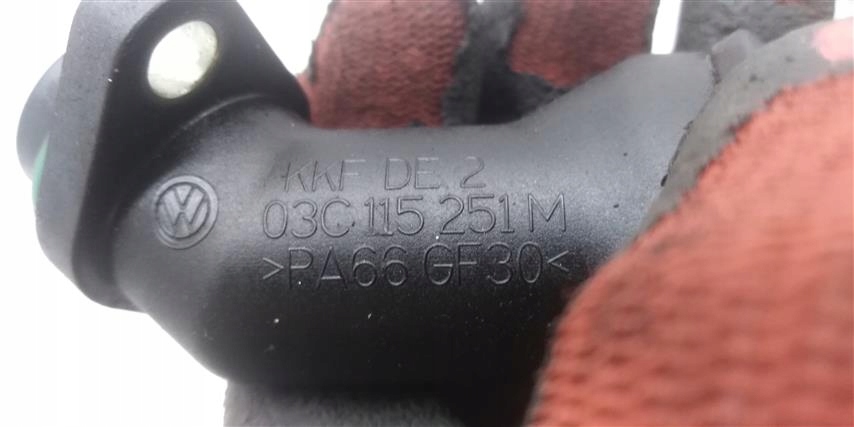 KKF DE.2
03C 115 251 M
>PA66 GF30<